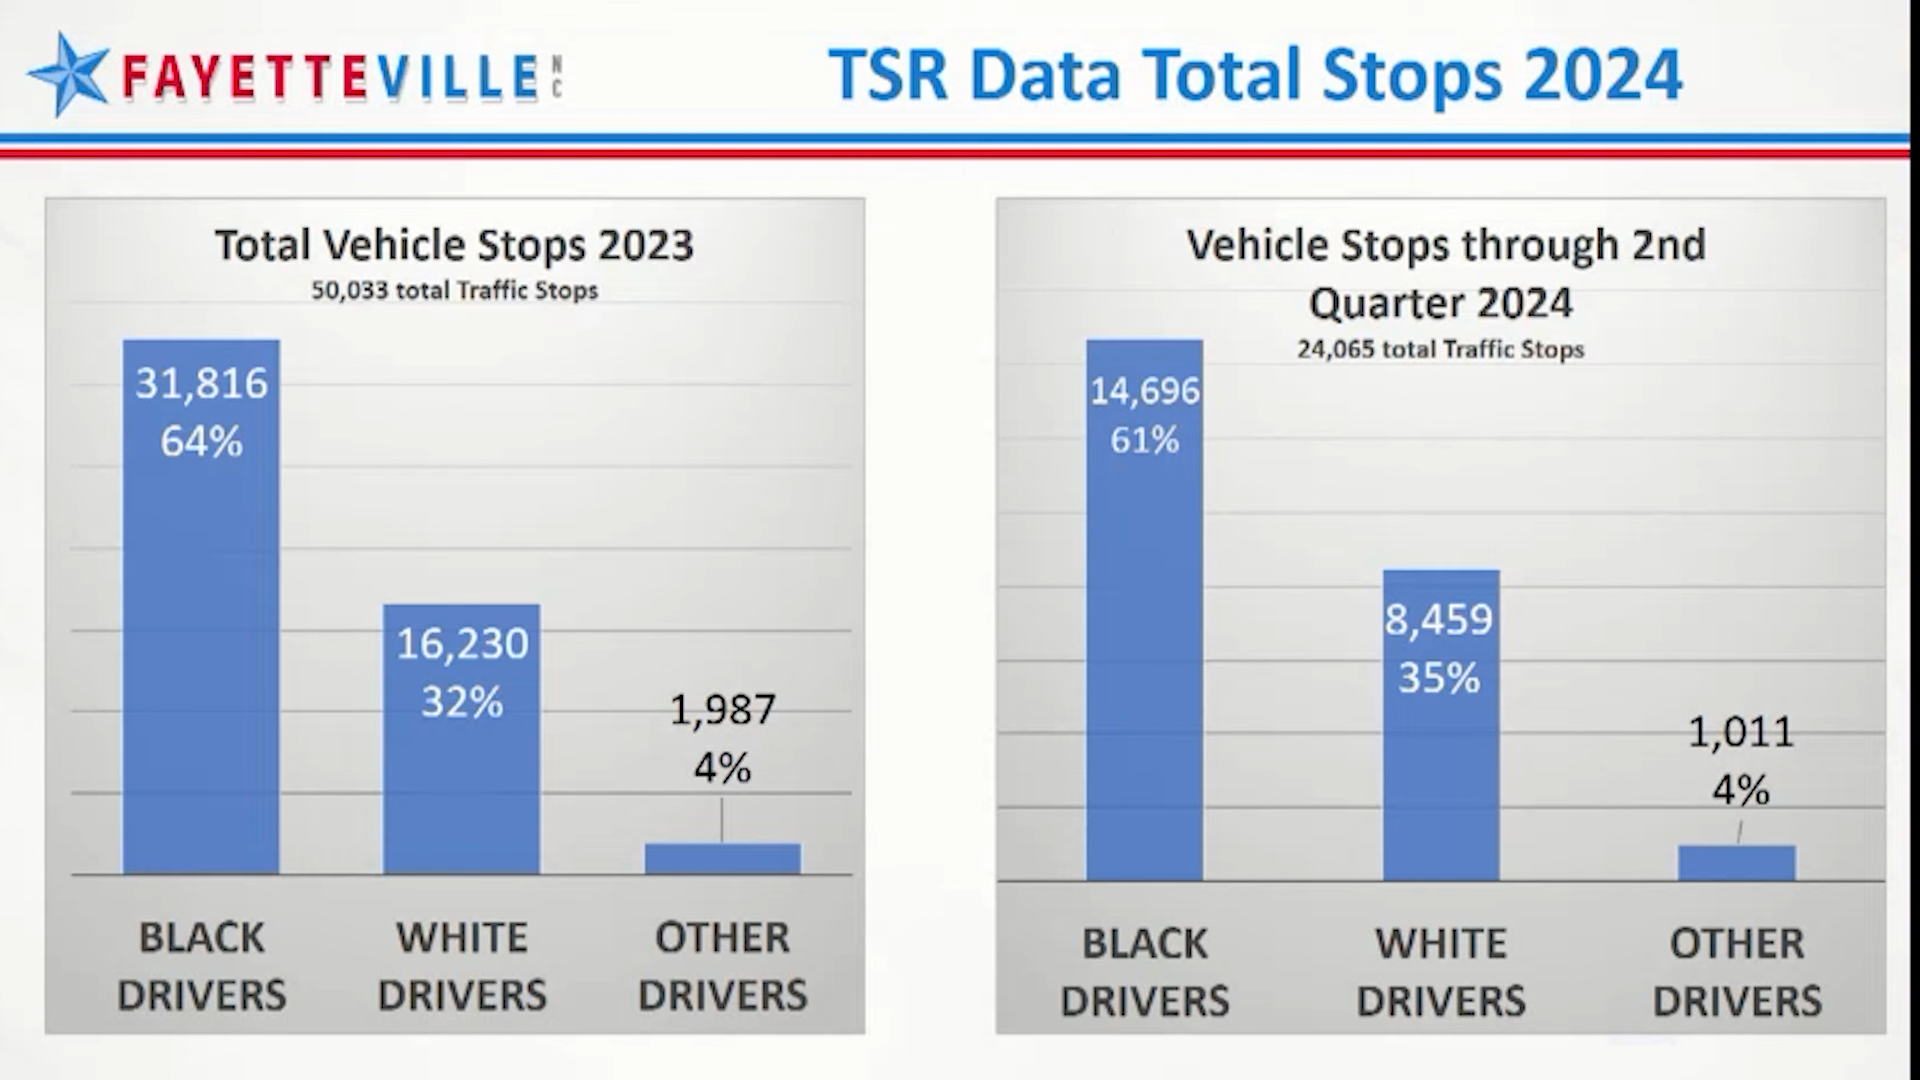 FAYETTEVILLE NC
TSR Data Total Stops 2024
Total Vehicle Stops 2023
50,033 total Traffic Stops
31,816
64%
16,230
32%
1,987
4%
BLACK
DRIVERS
WHITE
DRIVERS
OTHER
DRIVERS
Vehicle Stops through 2nd
Quarter 2024
24,065 total Traffic Stops
14,696
61%
8,459
35%
1,011
4%
BLACK
DRIVERS
WHITE
DRIVERS
OTHER
DRIVERS